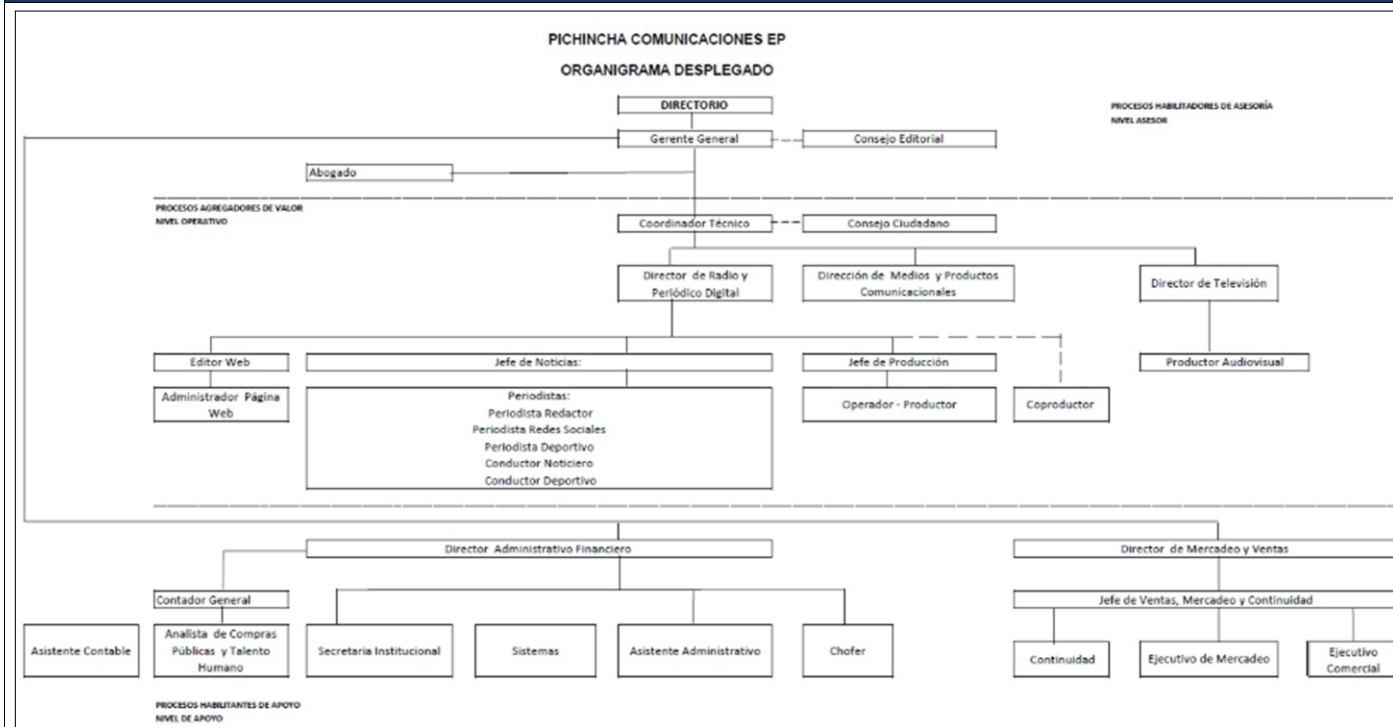 PICHINCHA COMUNICACIONES EP
ORGANIGRAMA DESPLEGADO
DIRECTORIO
PROCESOS HABILITADORES DE ASESORÍA
NIVEL ASESOR
Gerente General
Consejo Editorial
Abogado
PROCESOS AGREGADORES DE VALOR
NIVEL OPERATIVO
Coordinador Técnico
Consejo Ciudadano
Director de Radio y
Periódico Digital
Dirección de Medios y Productos
Comunicacionales
Director de Televisión
Editor Web
Jefe de Noticias:
Jefe de Producción
Productor Audiovisual
Administrador Página
Web
Periodistas:
Periodista Redactor
Periodista Redes Sociales
Periodista Deportivo
Conductor Noticiero
Conductor Deportivo
Operador - Productor
Coproductor
Director Administrativo Financiero
Director de Mercadeo y Ventas
Contador General
Jefe de Ventas, Mercadeo y Continuidad
Asistente Contable
Analista de Compras
Públicas y Talento
Humano
Secretaria Institucional
Sistemas
Asistente Administrativo
Chofer
Continuidad
Ejecutivo de Mercadeo
Ejecutivo
Comercial
PROCESOS HABILITANTES DE APOYO
NIVEL DE APOYO